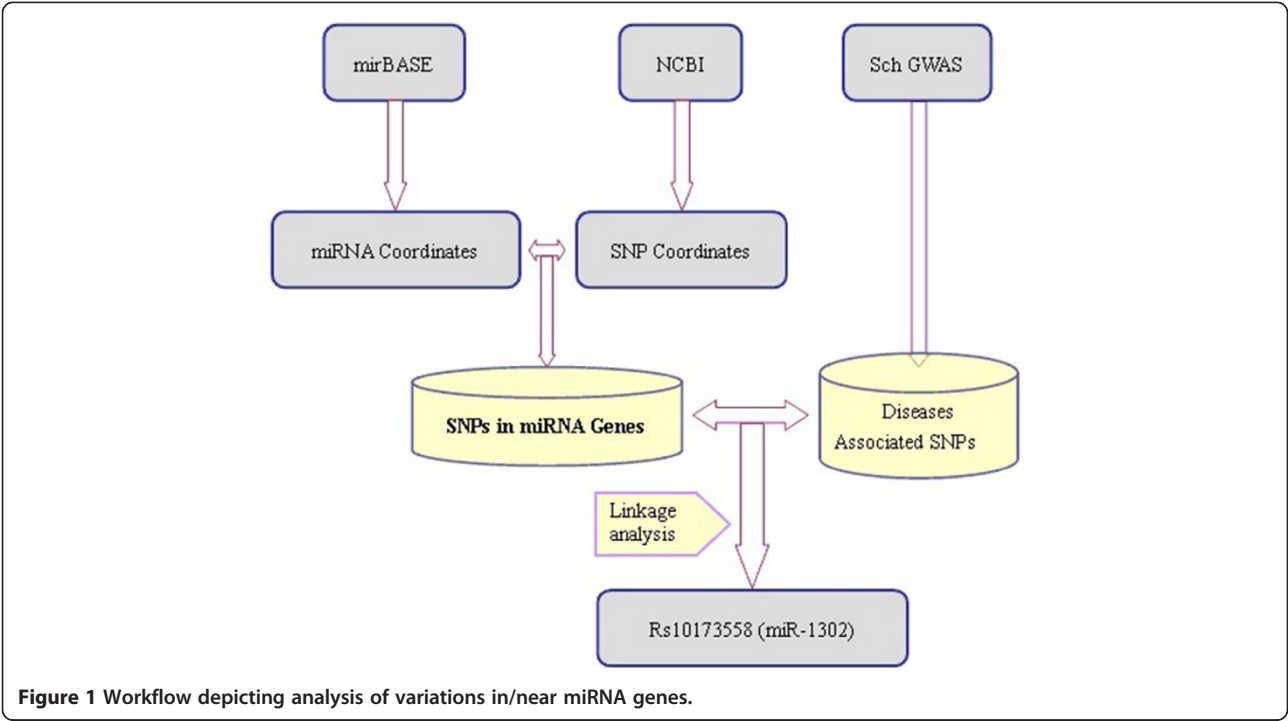 mirBASE
NCBI
Sch GWAS
miRNA Coordinates
SNP Coordinates
SNPs in miRNA Genes
Diseases
Associated SNPs
Linkage
analysis
Rs10173558 (miR-1302)
Figure 1 Workflow depicting analysis of variations in/near miRNA genes.